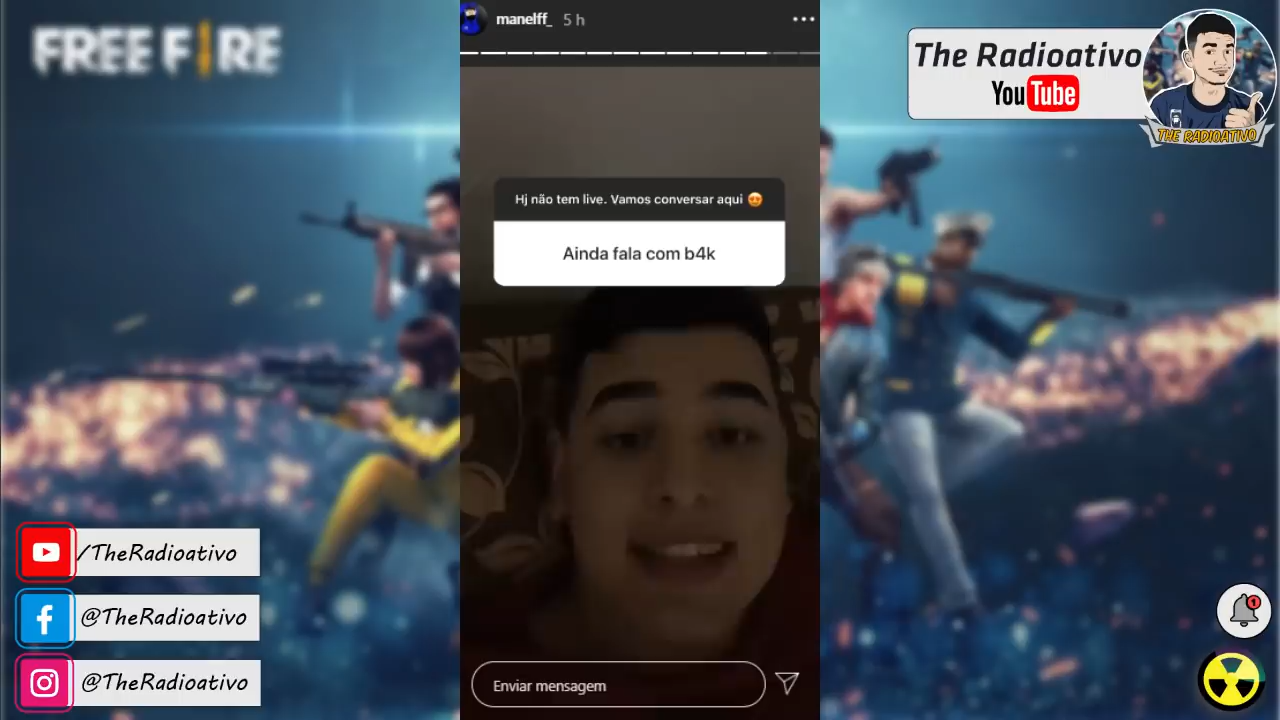 FREE FIRE
manelff_ 5 h
The Radioativo
YouTube
THE RADIOATIVO
Hj não tem live. Vamos conversar aqui 😍
Ainda fala com b4k
/TheRadioativo
@TheRadioativo
@TheRadioativo
1
Enviar mensagem